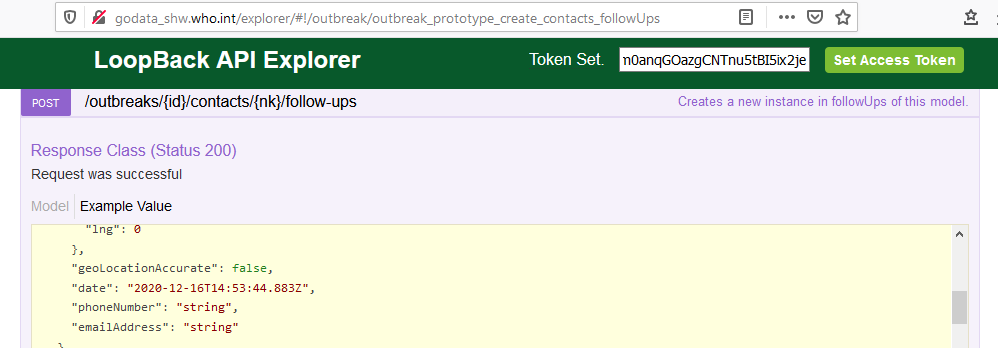 godata_shw.who.int/explorer/#!/outbreak/outbreak_prototype_create_contacts_followUps
LoopBack API Explorer
Token Set.
m0anqGOazgCNTnu5tBI5ix2je
Set Access Token
POST
/outbreaks/{id}/contacts/{nk}/follow-ups
Creates a new instance in followUps of this model.
Response Class (Status 200)
Request was successful
Model
Example Value
"lng": 0
},
"geoLocationAccurate": false,
"date": "2020-12-16T14:53:44.883Z",
"phoneNumber": "string",
"emailAddress": "string"